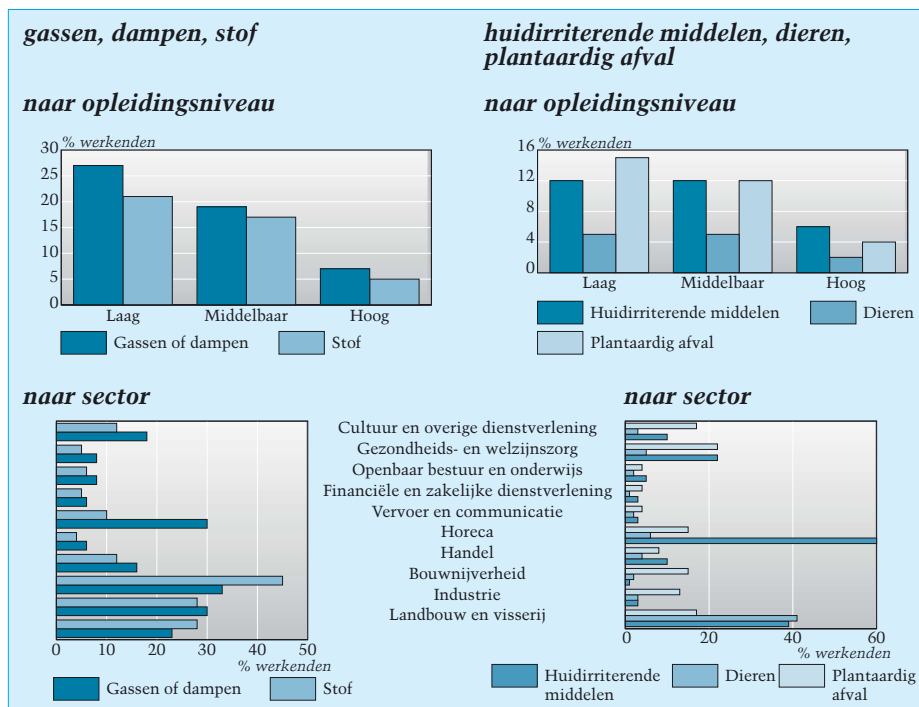 gassen, dampen, stof
naar opleidingsniveau
% werkenden
30
25
20
15
10
5
0
Laag
Middelbaar
Hoog
Gassen of dampen
Stof
huidirriterende middelen, dieren,
plantaardig afval
naar opleidingsniveau
% werkenden
16
12
8
4
0
Laag
Middelbaar
Hoog
Huidirriterende middelen
Dieren
Plantaardig afval
naar sector
Cultuur en overige dienstverlening
Gezondheids- en welzijnszorg
Openbaar bestuur en onderwijs
Financiële en zakelijke dienstverlening
Vervoer en communicatie
Horeca
Handel
Bouwnijverheid
Industrie
Landbouw en visserij
0 10 20 30 40 50
% werkenden
Gassen of dampen
Stof
naar sector
0 20 40 60
% werkenden
Huidirriterende
middelen
Dieren
Plantaardig
afval